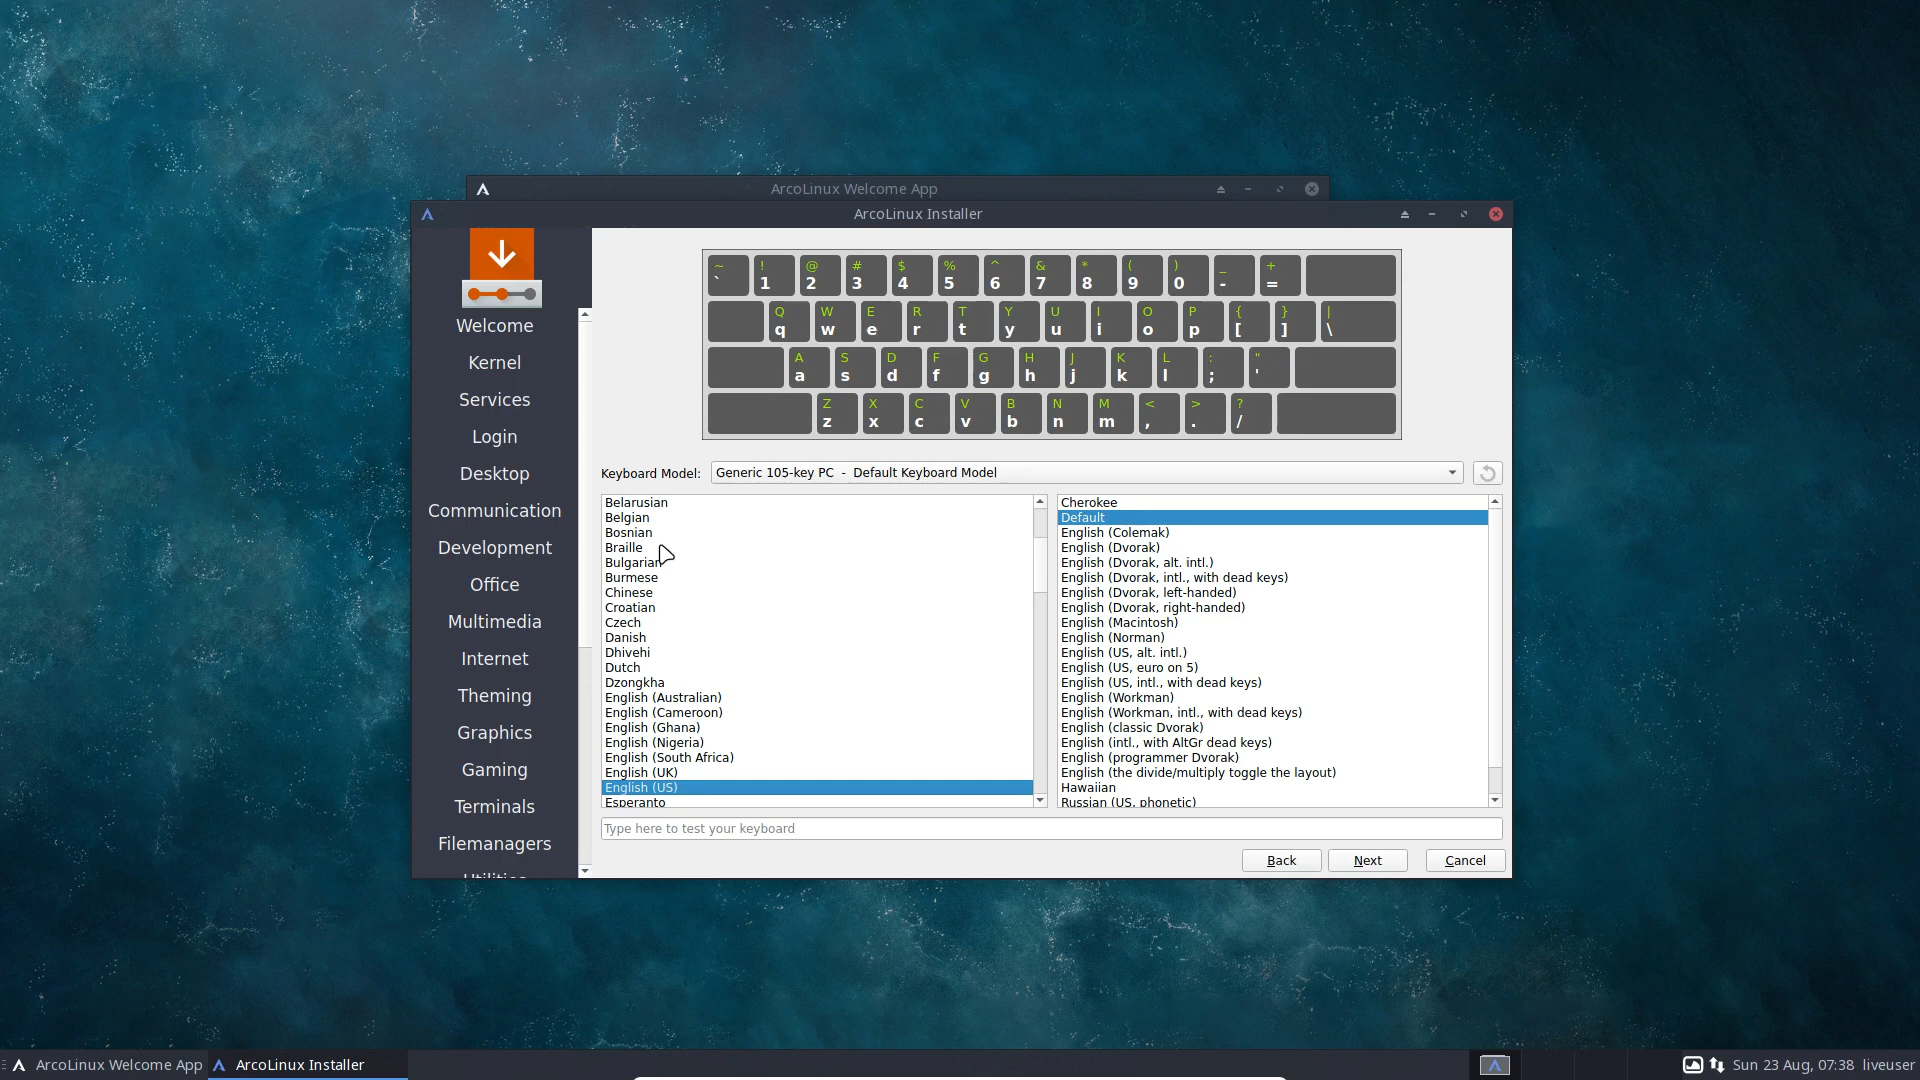 ArcoLinux Welcome App
ArcoLinux Installer
Welcome
Kernel
Services
Login
Desktop
Communication
Development
Office
Multimedia
Internet
Theming
Graphics
Gaming
Terminals
Filemanagers
Utilities
~ ! @ # $ % ^ & * ( ) _ +
` 1 2 3 4 5 6 7 8 9 0 - =
Q W E R T Y U I O P { } |
q w e r t y u i o p [ ] \
A S D F G H J K L : "
a s d f g h j k l ; '
Z X C V B N M < > ?
z x c v b n m , . /
Keyboard Model: Generic 105-key PC - Default Keyboard Model
Belarusian
Belgian
Bosnian
Braille
Bulgarian
Burmese
Chinese
Croatian
Czech
Danish
Dhivehi
Dutch
Dzongkha
English (Australian)
English (Cameroon)
English (Ghana)
English (Nigeria)
English (South Africa)
English (UK)
English (US)
Esperanto
Cherokee
Default
English (Colemak)
English (Dvorak)
English (Dvorak, alt. intl.)
English (Dvorak, intl., with dead keys)
English (Dvorak, left-handed)
English (Dvorak, right-handed)
English (Macintosh)
English (Norman)
English (US, alt. intl.)
English (US, euro on 5)
English (US, intl., with dead keys)
English (Workman)
English (Workman, intl., with dead keys)
English (classic Dvorak)
English (intl., with AltGr dead keys)
English (programmer Dvorak)
English (the divide/multiply toggle the layout)
Hawaiian
Russian (US, phonetic)
Type here to test your keyboard
Back Next Cancel
ArcoLinux Welcome App ArcoLinux Installer Sun 23 Aug, 07:38 liveuser